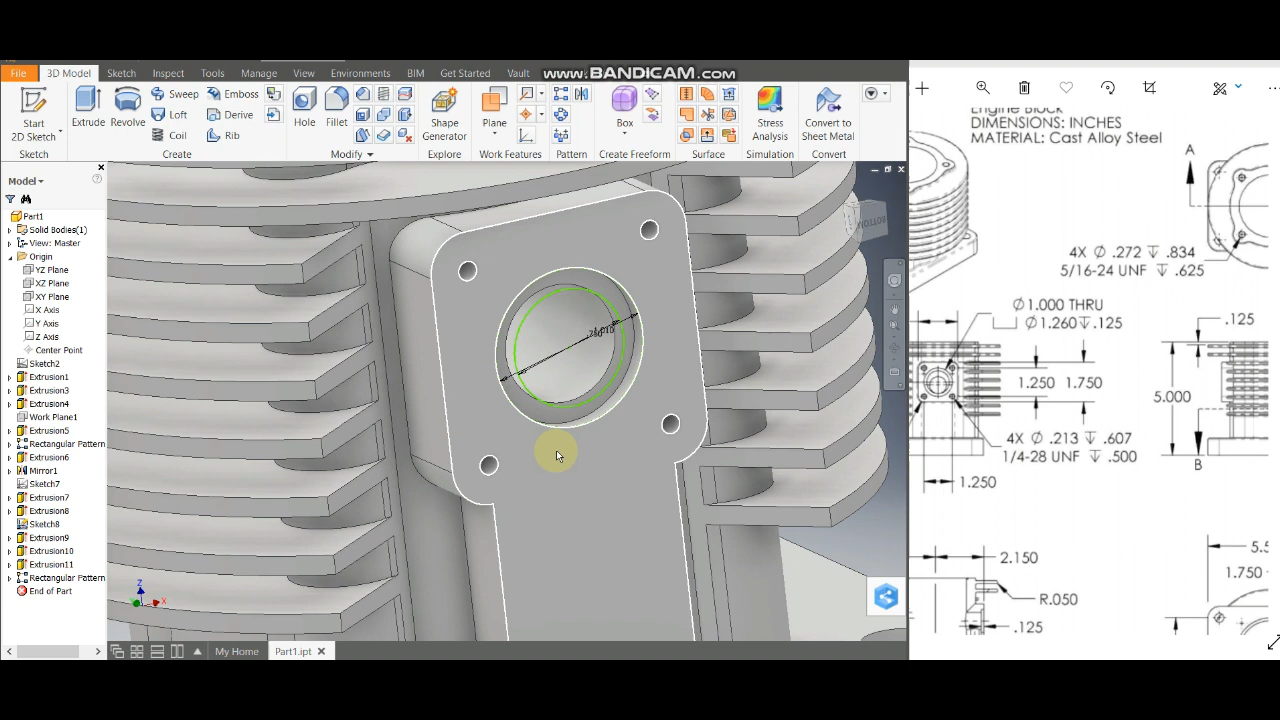 www.BANDICAM.com
File 3D Model Sketch Inspect Tools Manage View Environments BIM Get Started Vault
Start
2D Sketch
Extrude Revolve
Sweep
Loft
Coil
Emboss
Derive
Rib
Hole Fillet
Shape
Generator
Plane
Box
Stress
Analysis
Convert to
Sheet Metal
Sketch Create Modify Explore Work Features Pattern Create Freeform Surface Simulation Convert
Model
Part1
Solid Bodies(1)
View: Master
Origin
YZ Plane
XZ Plane
XY Plane
X Axis
Y Axis
Z Axis
Center Point
Sketch2
Extrusion1
Extrusion3
Extrusion4
Work Plane1
Extrusion5
Rectangular Pattern
Extrusion6
Mirror1
Sketch7
Extrusion7
Extrusion8
Sketch8
Extrusion9
Extrusion10
Extrusion11
Rectangular Pattern
End of Part
BOTTOM
Z
X
My Home Part1.ipt
Engine Block
DIMENSIONS: INCHES
MATERIAL: Cast Alloy Steel
A
4X Ø .272 ↧ .834
5/16-24 UNF ↧ .625
Ø1.000 THRU
⌴ Ø1.260↧.125
.125
1.250 1.750
5.000
4X Ø .213 ↧ .607
1/4-28 UNF ↧ .500
B
1.250
2.150
5.5
1.750
R.050
.125